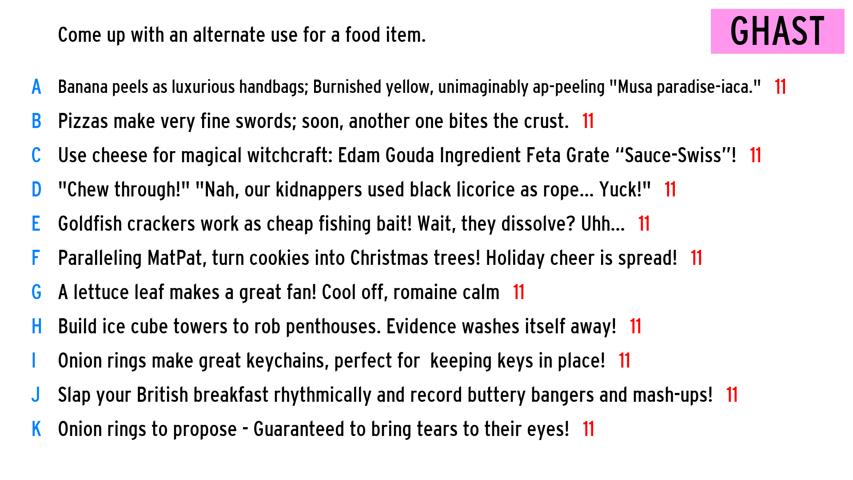 Come up with an alternate use for a food item.
GHAST
A Banana peels as luxurious handbags; Burnished yellow, unimaginably ap-peeling "Musa paradise-iaca." 11
B Pizzas make very fine swords; soon, another one bites the crust. 11
C Use cheese for magical witchcraft: Edam Gouda Ingredient Feta Grate “Sauce-Swiss”! 11
D "Chew through!" "Nah, our kidnappers used black licorice as rope... Yuck!" 11
E Goldfish crackers work as cheap fishing bait! Wait, they dissolve? Uhh... 11
F Paralleling MatPat, turn cookies into Christmas trees! Holiday cheer is spread! 11
G A lettuce leaf makes a great fan! Cool off, romaine calm 11
H Build ice cube towers to rob penthouses. Evidence washes itself away! 11
I Onion rings make great keychains, perfect for  keeping keys in place! 11
J Slap your British breakfast rhythmically and record buttery bangers and mash-ups! 11
K Onion rings to propose - Guaranteed to bring tears to their eyes! 11